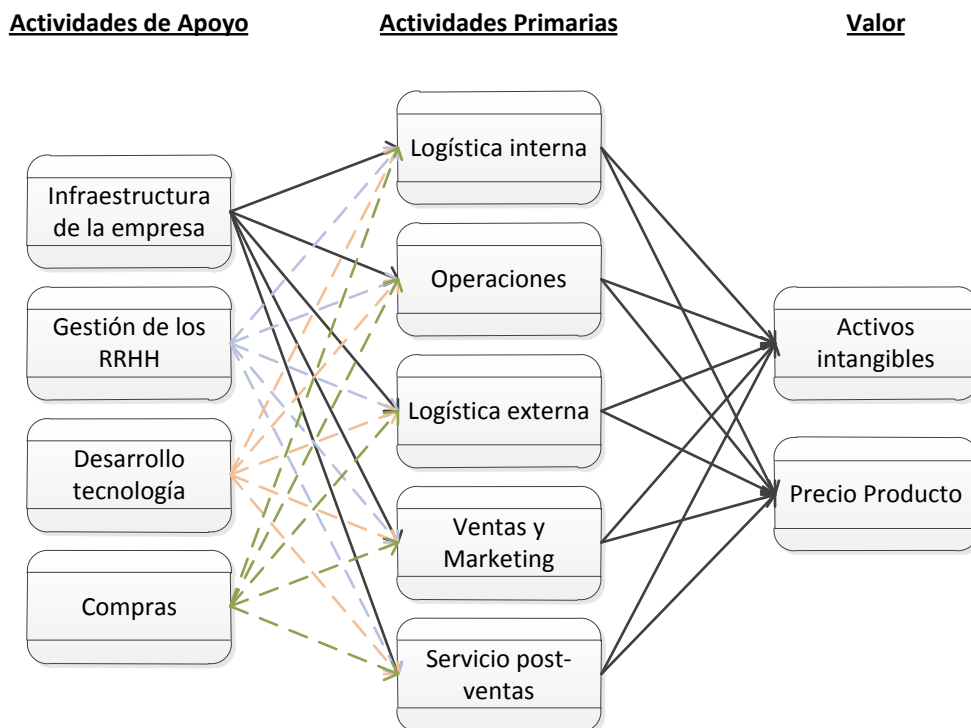 Actividades de Apoyo
Infraestructura
de la empresa
Gestión de los
RRHH
Desarrollo
tecnología
Compras
Actividades Primarias
Logística interna
Operaciones
Logística externa
Ventas y
Marketing
Servicio post-
ventas
Valor
Activos
intangibles
Precio Producto